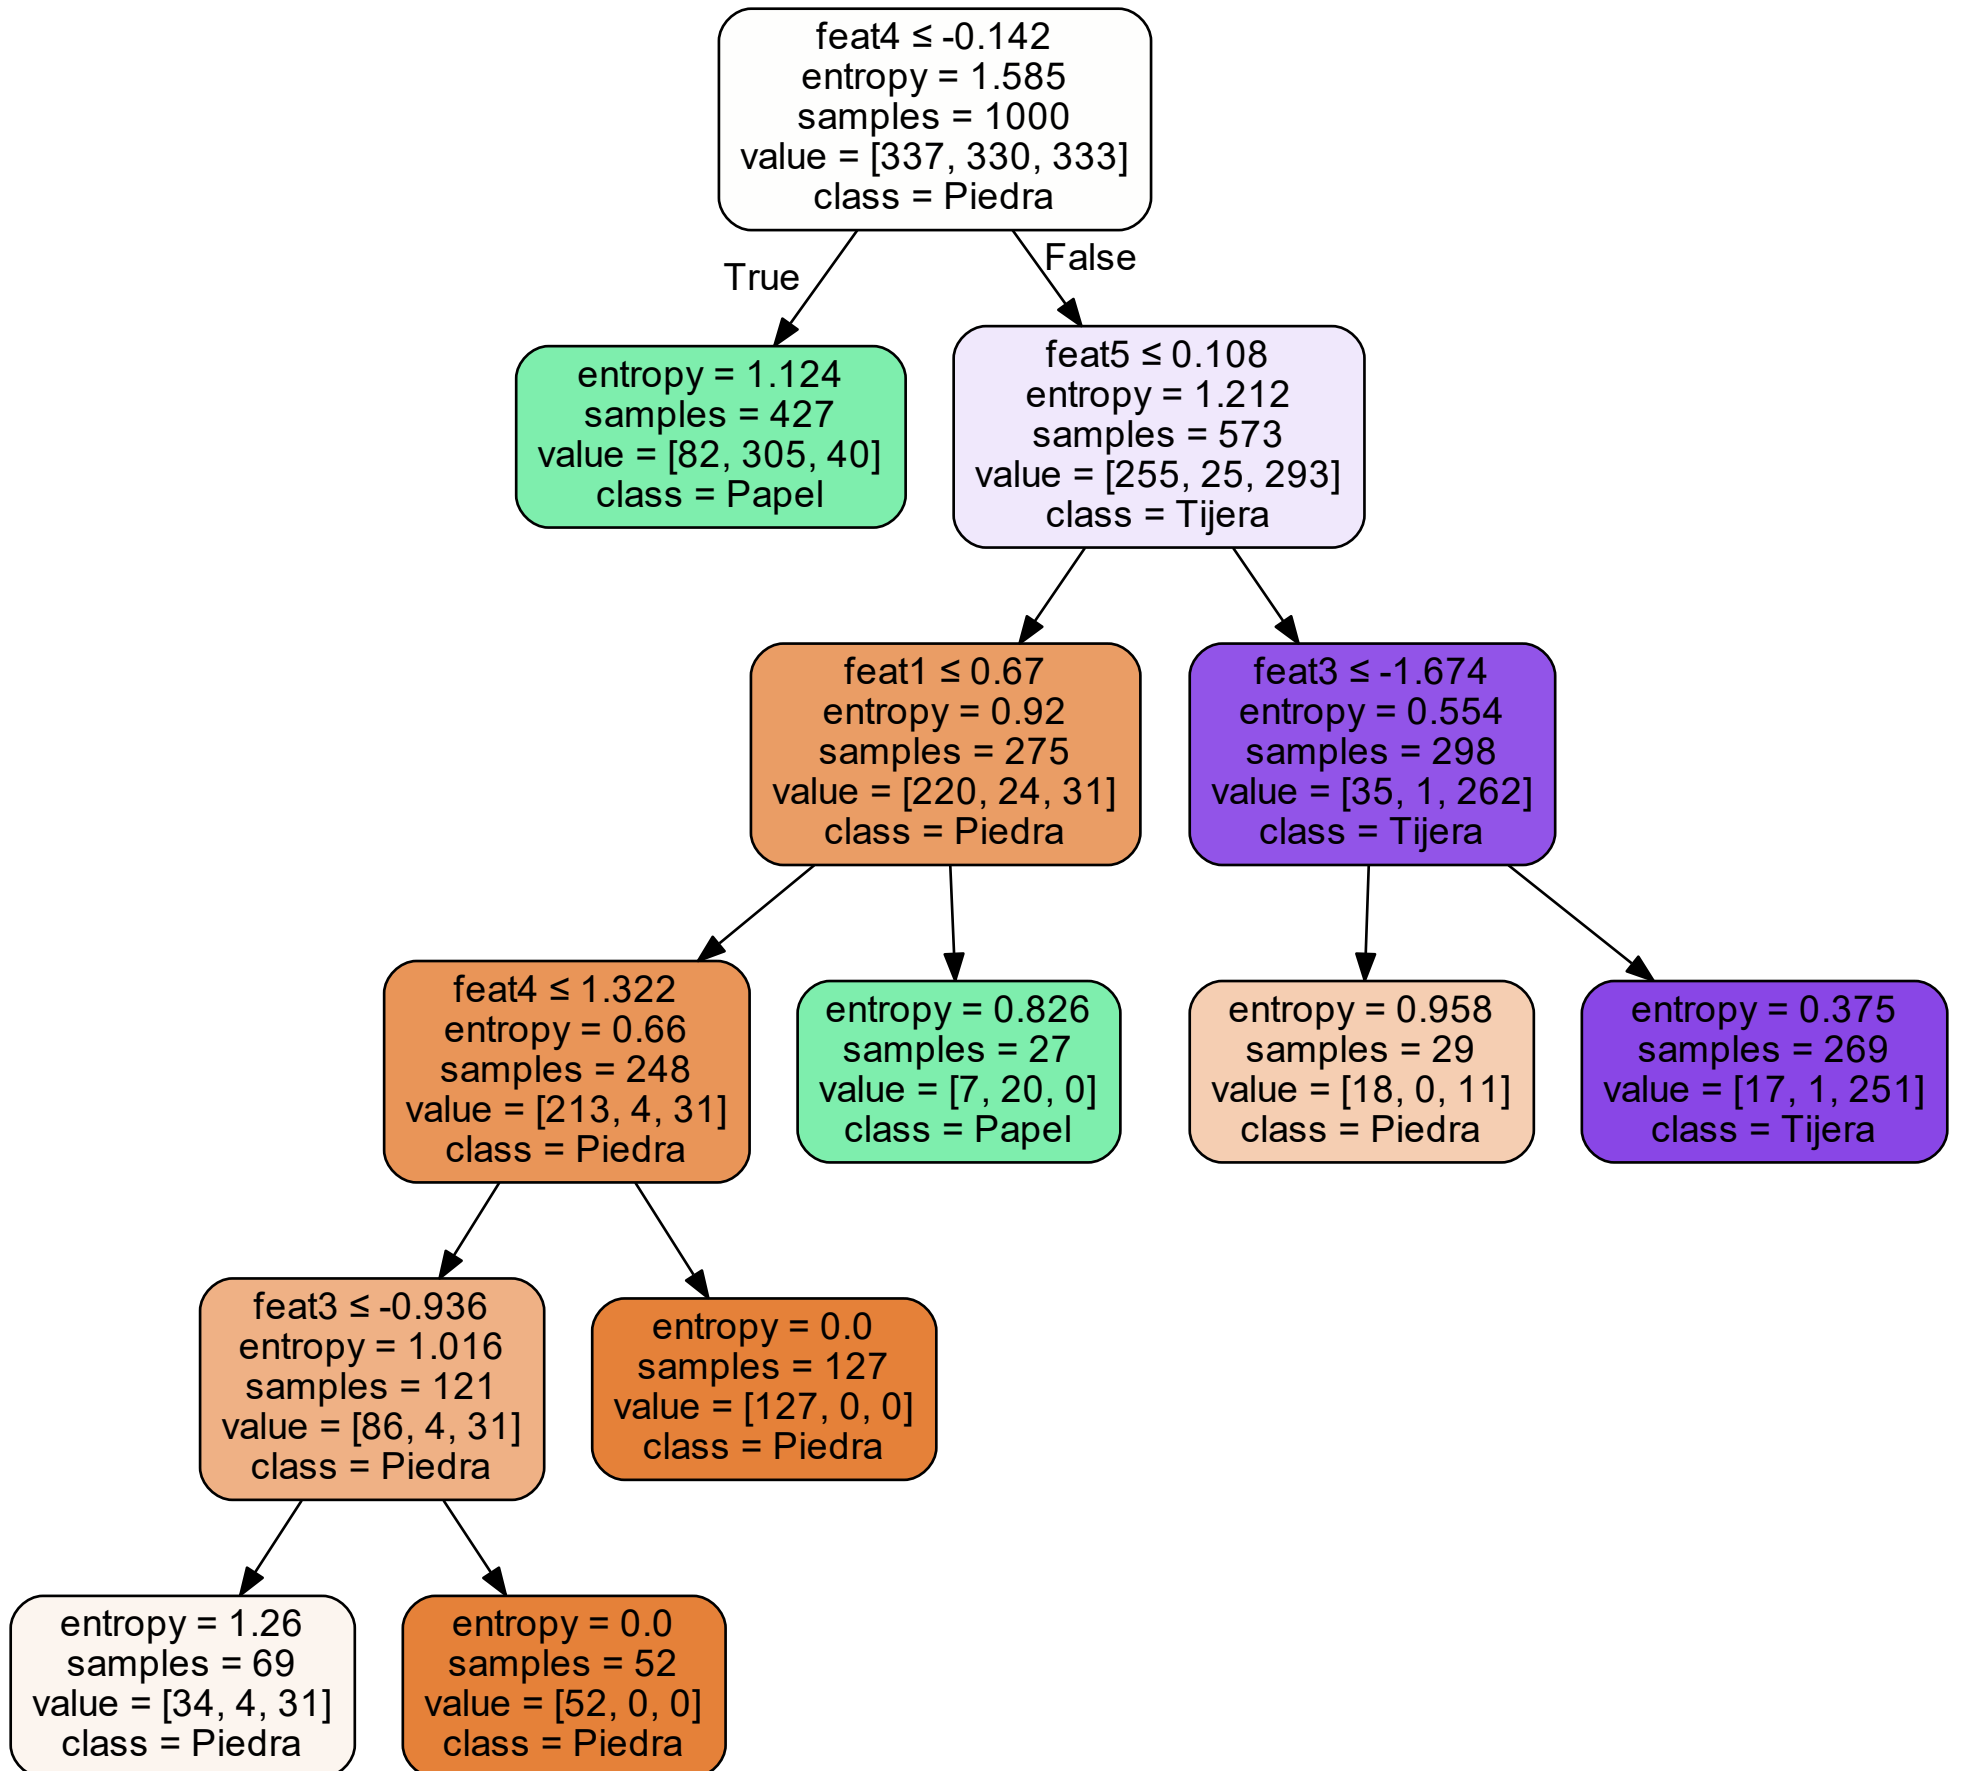 feat4 ≤ -0.142
entropy = 1.585
samples = 1000
value = [337, 330, 333]
class = Piedra
True
False
entropy = 1.124
samples = 427
value = [82, 305, 40]
class = Papel
feat5 ≤ 0.108
entropy = 1.212
samples = 573
value = [255, 25, 293]
class = Tijera
feat1 ≤ 0.67
entropy = 0.92
samples = 275
value = [220, 24, 31]
class = Piedra
feat3 ≤ -1.674
entropy = 0.554
samples = 298
value = [35, 1, 262]
class = Tijera
feat4 ≤ 1.322
entropy = 0.66
samples = 248
value = [213, 4, 31]
class = Piedra
entropy = 0.826
samples = 27
value = [7, 20, 0]
class = Papel
entropy = 0.958
samples = 29
value = [18, 0, 11]
class = Piedra
entropy = 0.375
samples = 269
value = [17, 1, 251]
class = Tijera
feat3 ≤ -0.936
entropy = 1.016
samples = 121
value = [86, 4, 31]
class = Piedra
entropy = 0.0
samples = 127
value = [127, 0, 0]
class = Piedra
entropy = 1.26
samples = 69
value = [34, 4, 31]
class = Piedra
entropy = 0.0
samples = 52
value = [52, 0, 0]
class = Piedra